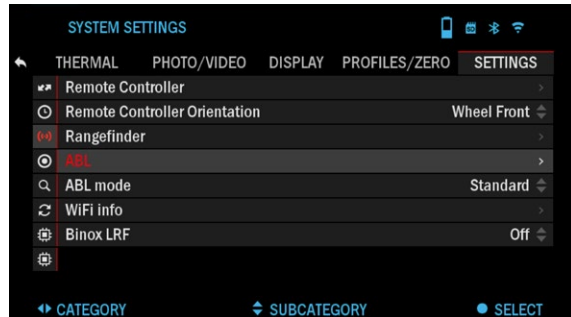 SYSTEM SETTINGS
THERMAL PHOTO/VIDEO DISPLAY PROFILES/ZERO SETTINGS
Remote Controller
Remote Controller Orientation Wheel Front
Rangefinder
ABL
ABL mode Standard
WiFi info
Binox LRF Off
CATEGORY SUBCATEGORY SELECT